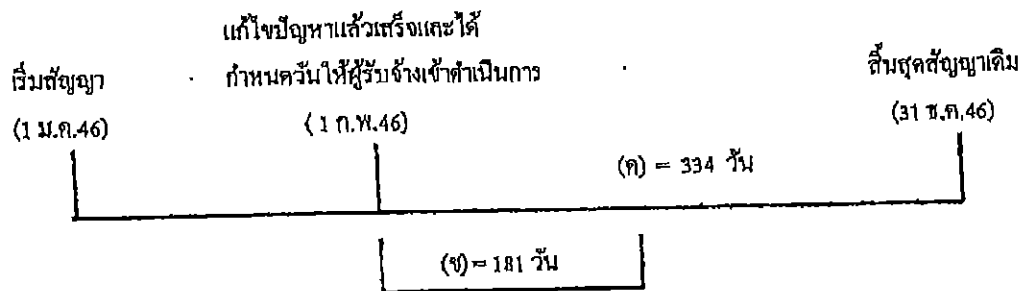 แก้ไขปัญหาแล้วเสร็จและได้
เริ่มสัญญา กำหนดวันให้ผู้รับจ้างเข้าดำเนินการ สิ้นสุดสัญญาเดิม
(1 ม.ค.46) (1 ก.พ.46) (31 ธ.ค.46)
(ค) = 334 วัน
(ข) = 181 วัน